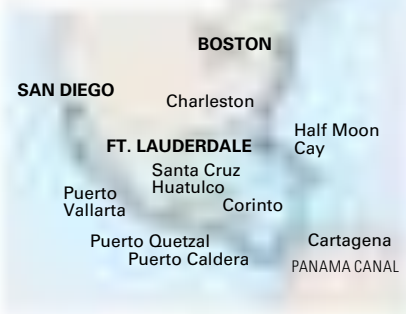 BOSTON
SAN DIEGO
Charleston
FT. LAUDERDALE
Half Moon
Cay
Santa Cruz
Huatulco
Puerto
Vallarta
Corinto
Puerto Quetzal
Cartagena
Puerto Caldera
PANAMA CANAL